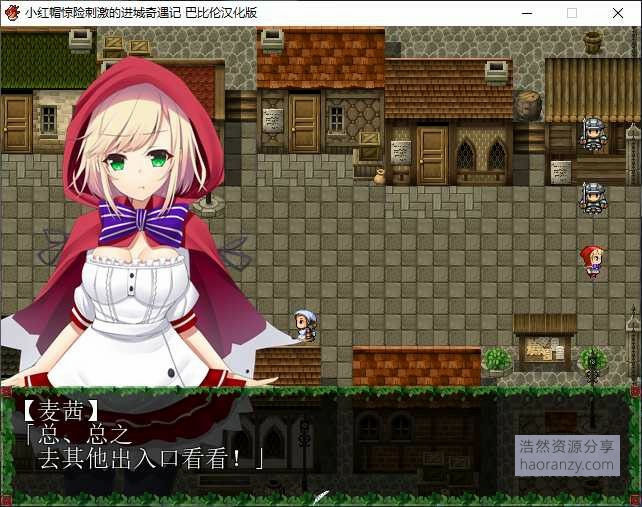 小红帽惊险刺激的进城奇遇记 巴比伦汉化版
【麦茜】
「总、总之
去其他出入口看看！」
浩然资源分享
haoranzy.com